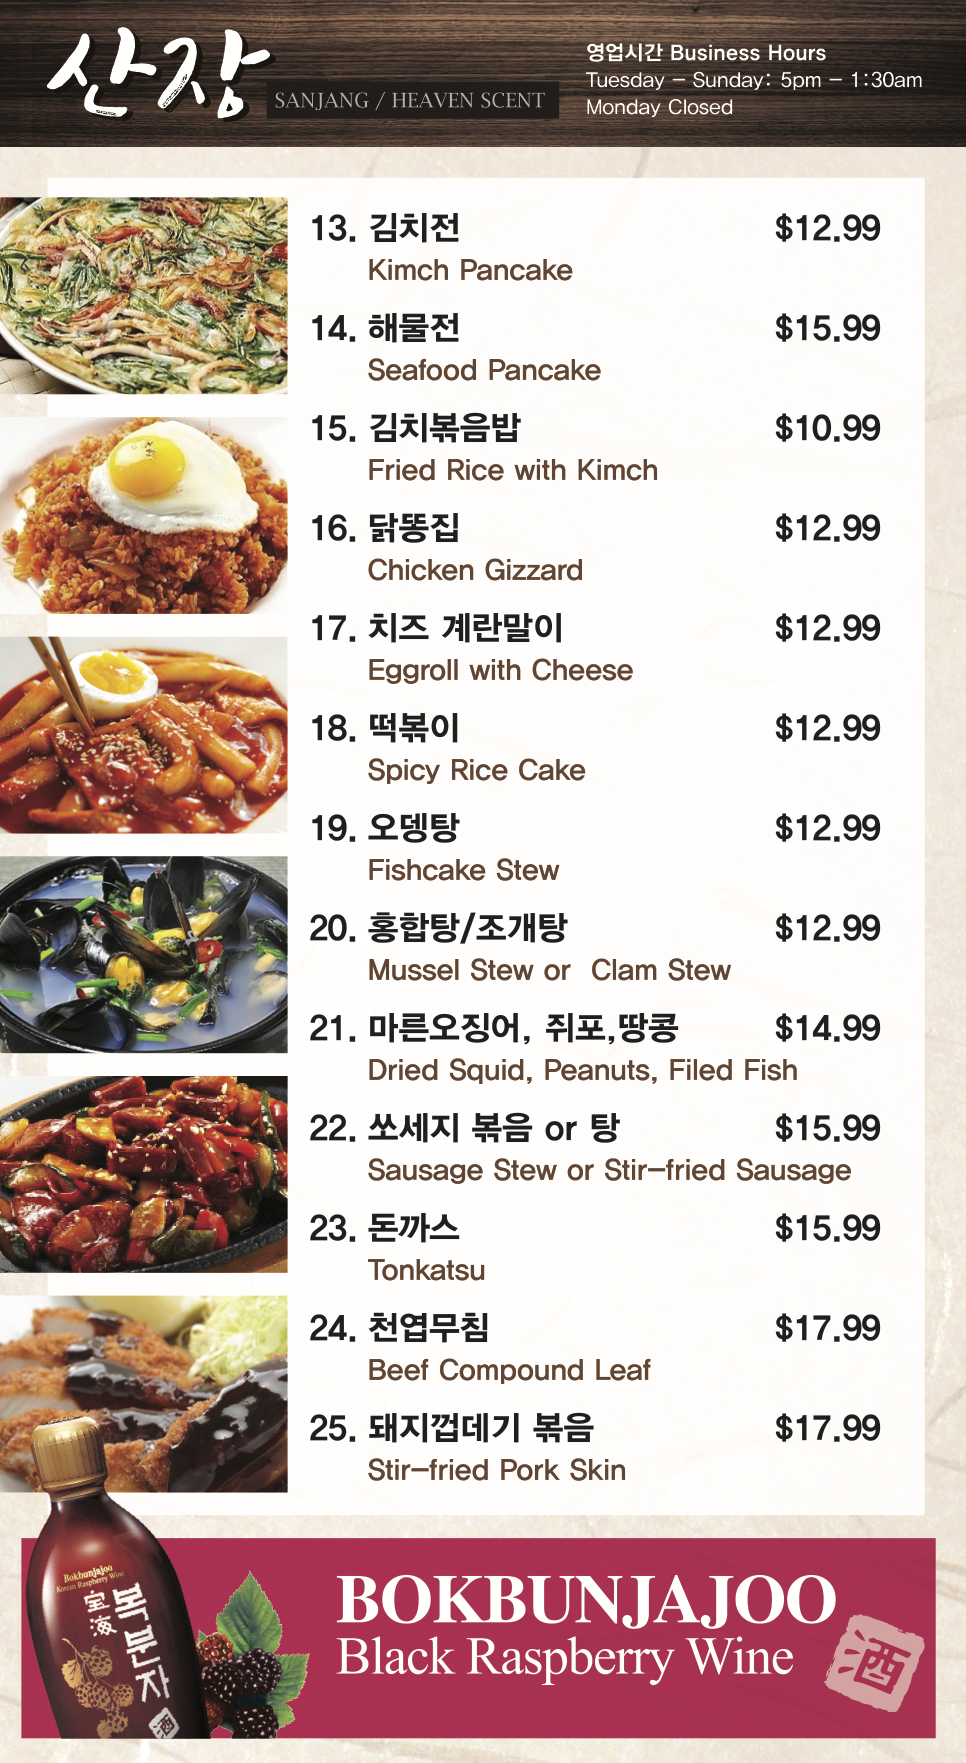 산장
SANJANG / HEAVEN SCENT
영업시간 Business Hours
Tuesday – Sunday: 5pm – 1:30am
Monday Closed
13. 김치전 $12.99
Kimch Pancake
14. 해물전 $15.99
Seafood Pancake
15. 김치볶음밥 $10.99
Fried Rice with Kimch
16. 닭똥집 $12.99
Chicken Gizzard
17. 치즈 계란말이 $12.99
Eggroll with Cheese
18. 떡볶이 $12.99
Spicy Rice Cake
19. 오뎅탕 $12.99
Fishcake Stew
20. 홍합탕/조개탕 $12.99
Mussel Stew or Clam Stew
21. 마른오징어, 쥐포,땅콩 $14.99
Dried Squid, Peanuts, Filed Fish
22. 쏘세지 볶음 or 탕 $15.99
Sausage Stew or Stir-fried Sausage
23. 돈까스 $15.99
Tonkatsu
24. 천엽무침 $17.99
Beef Compound Leaf
25. 돼지껍데기 볶음 $17.99
Stir-fried Pork Skin
Bokbunjajoo
Korean Raspberry Wine
宝海
복분자
酒
BOKBUNJAJOO
Black Raspberry Wine
酒